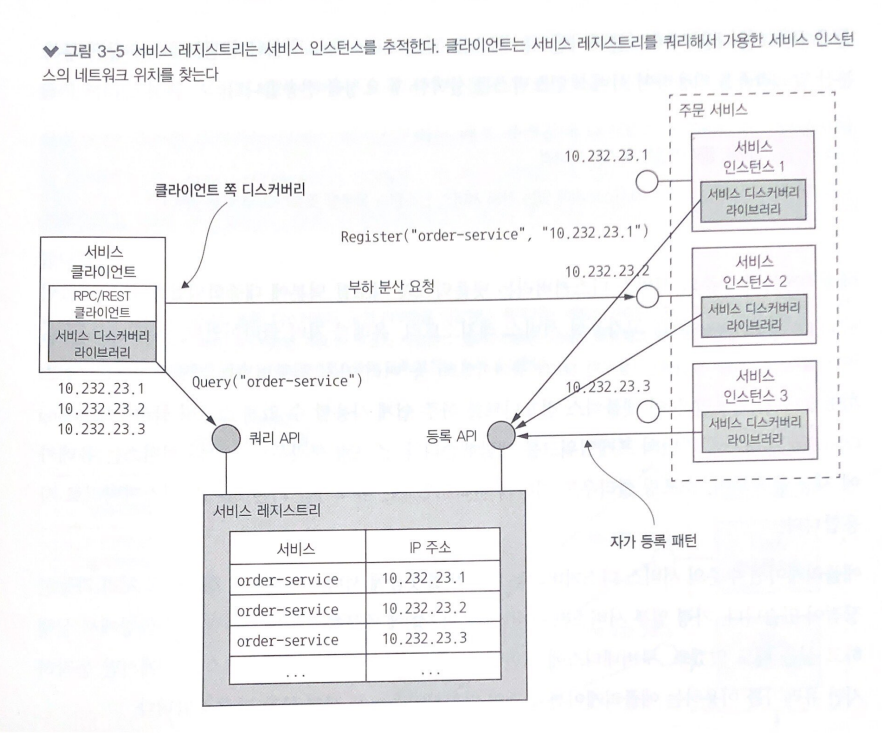 그림 3-5 서비스 레지스트리는 서비스 인스턴스를 추적한다. 클라이언트는 서비스 레지스트리를 쿼리해서 가용한 서비스 인스턴
스의 네트워크 위치를 찾는다
주문 서비스
10.232.23.1
서비스
인스턴스 1
서비스 디스커버리
라이브러리
클라이언트 쪽 디스커버리
Register("order-service", "10.232.23.1")
서비스
클라이언트
RPC/REST
클라이언트
서비스 디스커버리
라이브러리
부하 분산 요청
10.232.23.2
서비스
인스턴스 2
서비스 디스커버리
라이브러리
10.232.23.1
10.232.23.2
10.232.23.3
Query("order-service")
10.232.23.3
서비스
인스턴스 3
서비스 디스커버리
라이브러리
쿼리 API
등록 API
자가 등록 패턴
서비스 레지스트리
서비스 IP 주소
order-service 10.232.23.1
order-service 10.232.23.2
order-service 10.232.23.3
... ...